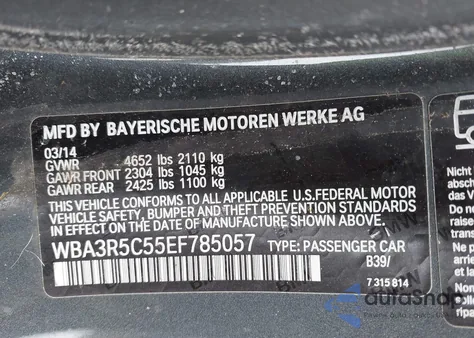 MFD BY BAYERISCHE MOTOREN WERKE AG
03/14
GVWR 4652 lbs 2110 kg
GAWR FRONT 2304 lbs 1045 kg
GAWR REAR 2425 lbs 1100 kg
THIS VEHICLE CONFORMS TO ALL APPLICABLE U.S.FEDERAL MOTOR
VEHICLE SAFETY, BUMPER AND THEFT PREVENTION STANDARDS
IN EFFECT ON THE DATE OF MANUFACTURE SHOWN ABOVE.
WBA3R5C55EF785057 TYPE: PASSENGER CAR
B39/
7 315 814
Nicht
autoSnap